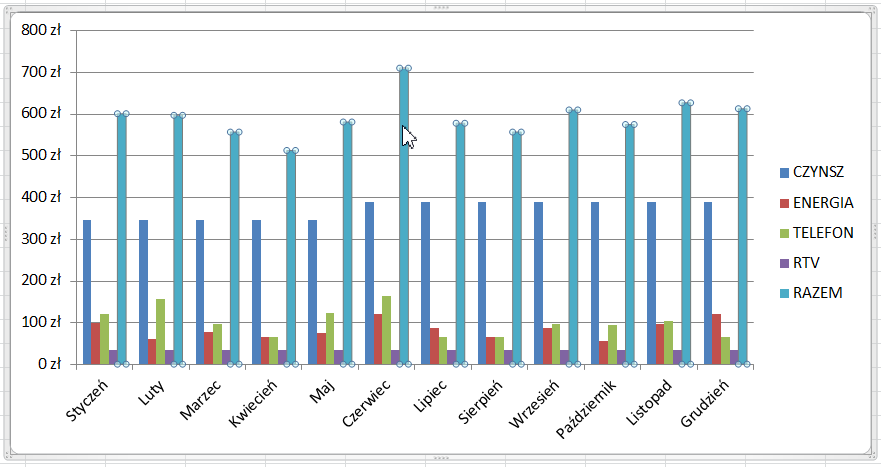 800 zł
700 zł
600 zł
500 zł
400 zł
300 zł
200 zł
100 zł
0 zł
Styczeń
Luty
Marzec
Kwiecień
Maj
Czerwiec
Lipiec
Sierpień
Wrzesień
Październik
Listopad
Grudzień
CZYNSZ
ENERGIA
TELEFON
RTV
RAZEM